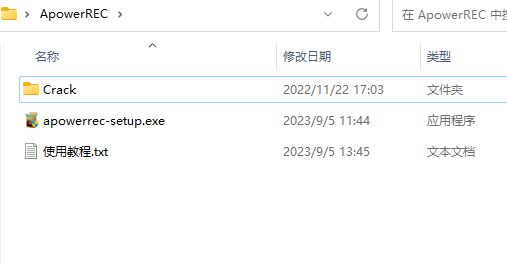 ApowerREC
在 ApowerREC 中
名称 修改日期 类型
Crack 2022/11/22 17:03 文件夹
apowerrec-setup.exe 2023/9/5 11:44 应用程序
使用教程.txt 2023/9/5 13:45 文本文档